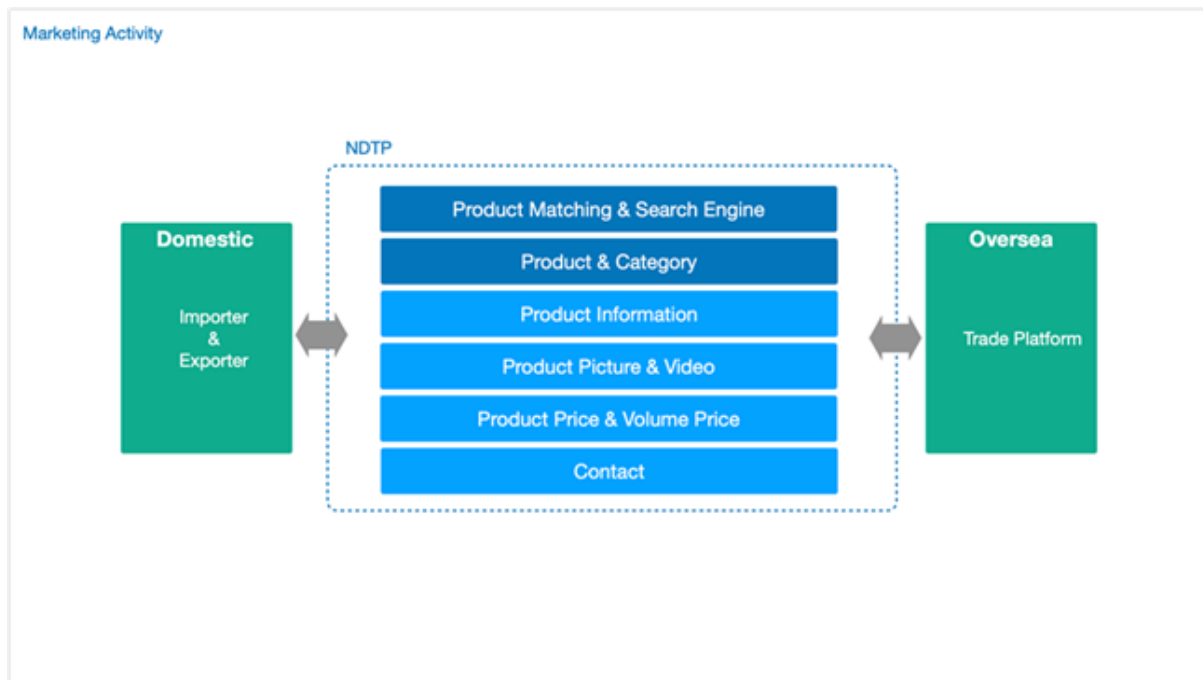 Marketing Activity
NDTP
Product Matching & Search Engine
Product & Category
Product Information
Product Picture & Video
Product Price & Volume Price
Contact
Domestic
Importer
&
Exporter
Oversea
Trade Platform